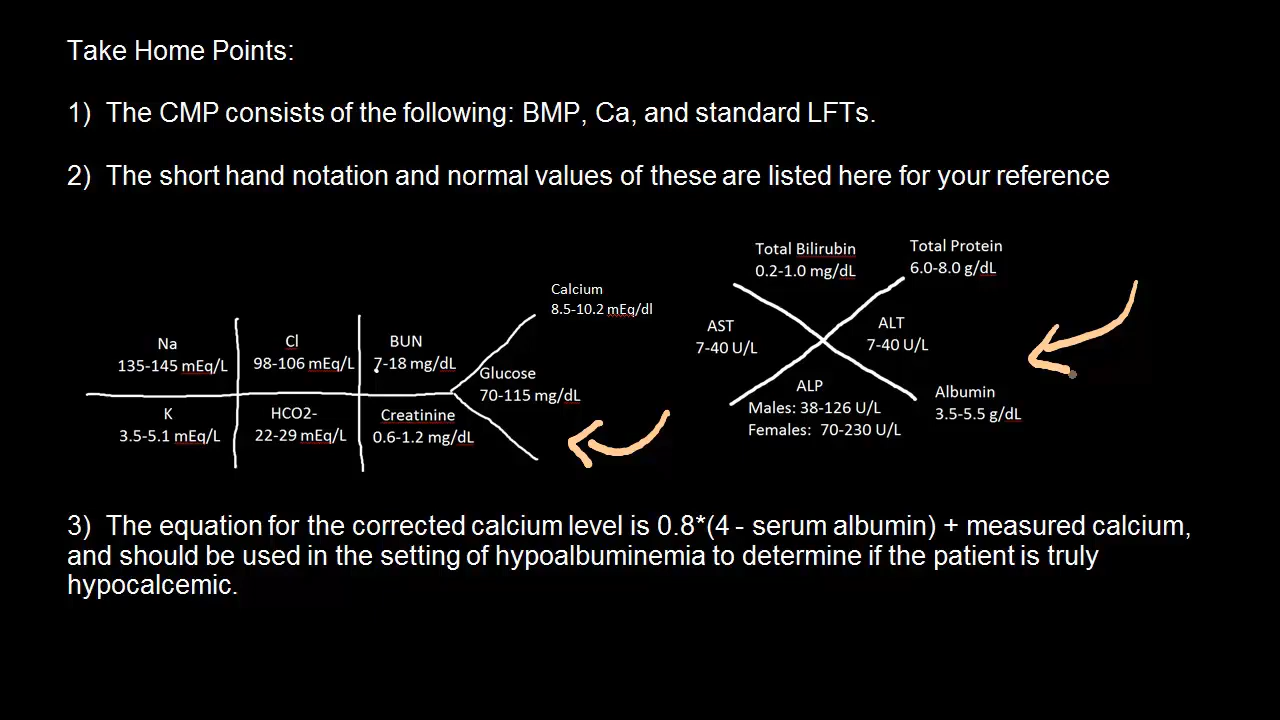 Take Home Points:
1) The CMP consists of the following: BMP, Ca, and standard LFTs.
2) The short hand notation and normal values of these are listed here for your reference
Na
135-145 mEq/L
Cl
98-106 mEq/L
BUN
7-18 mg/dL
Calcium
8.5-10.2 mEq/dl
Glucose
70-115 mg/dL
K
3.5-5.1 mEq/L
HCO2-
22-29 mEq/L
Creatinine
0.6-1.2 mg/dL
Total Bilirubin
0.2-1.0 mg/dL
Total Protein
6.0-8.0 g/dL
AST
7-40 U/L
ALT
7-40 U/L
ALP
Males: 38-126 U/L
Females: 70-230 U/L
Albumin
3.5-5.5 g/dL
3) The equation for the corrected calcium level is 0.8*(4 - serum albumin) + measured calcium,
and should be used in the setting of hypoalbuminemia to determine if the patient is truly
hypocalcemic.